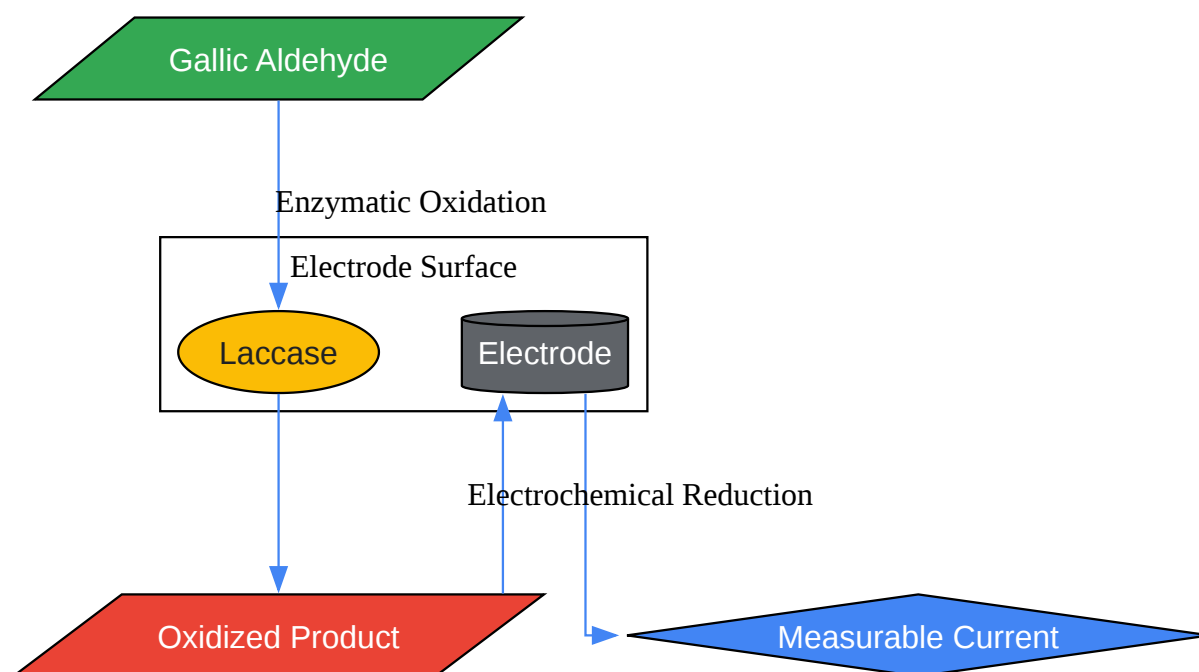 Gallic Aldehyde
Enzymatic Oxidation
Electrode Surface
Laccase
Electrode
Electrochemical Reduction
Oxidized Product
Measurable Current